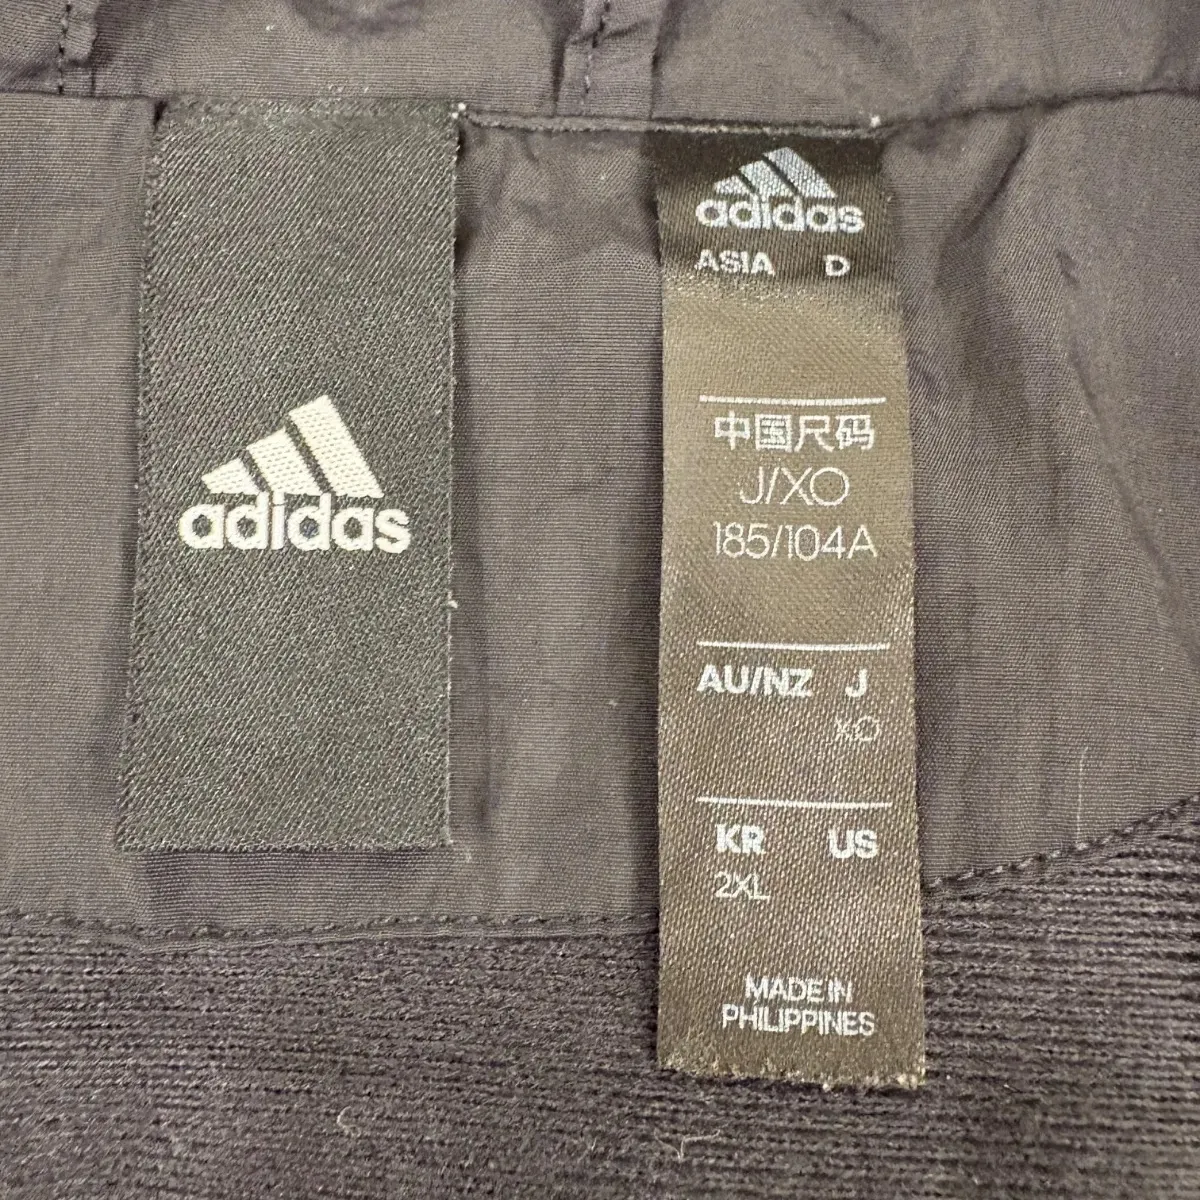 adidas
adidas
ASIA D
中国尺码
J/XO
185/104A
AU/NZ J
XO
KR US
2XL
MADE IN
PHILIPPINES